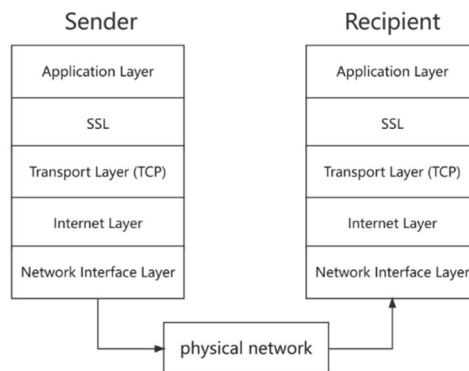 Sender
Application Layer
SSL
Transport Layer (TCP)
Internet Layer
Network Interface Layer
Recipient
Application Layer
SSL
Transport Layer (TCP)
Internet Layer
Network Interface Layer
physical network